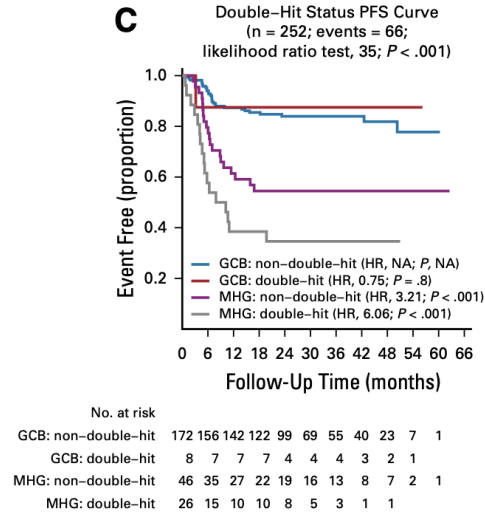 C
Double–Hit Status PFS Curve
(n = 252; events = 66;
likelihood ratio test, 35; P < .001)
Event Free (proportion)
1.0
0.8
0.6
0.4
0.2
GCB: non–double–hit (HR, NA; P, NA)
GCB: double–hit (HR, 0.75; P = .8)
MHG: non–double–hit (HR, 3.21; P < .001)
MHG: double–hit (HR, 6.06; P < .001)
0 6 12 18 24 30 36 42 48 54 60 66
Follow–Up Time (months)
No. at risk
GCB: non–double–hit 172 156 142 122 99 69 55 40 23 7 1
GCB: double–hit 8 7 7 7 4 4 4 3 2 1
MHG: non–double–hit 46 35 27 22 19 16 13 8 7 2 1
MHG: double–hit 26 15 10 10 8 5 3 1 1